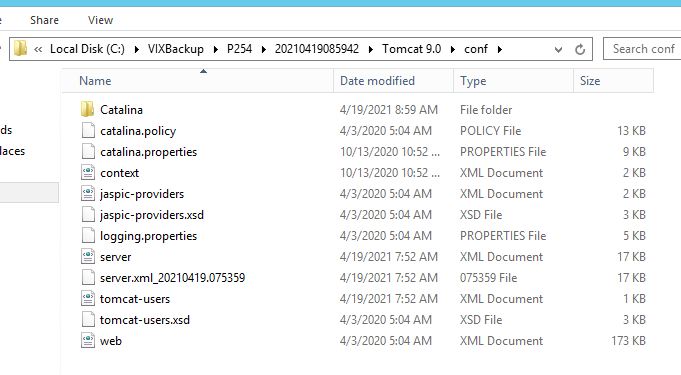 Share View
« Local Disk (C:) ▸ VIXBackup ▸ P254 ▸ 20210419085942 ▸ Tomcat 9.0 ▸ conf ▸ Search conf
Name Date modified Type Size
Catalina 4/19/2021 8:59 AM File folder
catalina.policy 4/3/2020 5:04 AM POLICY File 13 KB
ds
catalina.properties 10/13/2020 10:52 ... PROPERTIES File 9 KB
laces
context 10/13/2020 10:52 ... XML Document 2 KB
jaspic-providers 4/3/2020 5:04 AM XML Document 2 KB
jaspic-providers.xsd 4/3/2020 5:04 AM XSD File 3 KB
logging.properties 4/3/2020 5:04 AM PROPERTIES File 5 KB
server 4/19/2021 7:52 AM XML Document 17 KB
server.xml_20210419.075359 4/19/2021 7:52 AM 075359 File 17 KB
tomcat-users 4/19/2021 7:52 AM XML Document 1 KB
tomcat-users.xsd 4/3/2020 5:04 AM XSD File 3 KB
web 4/3/2020 5:04 AM XML Document 173 KB